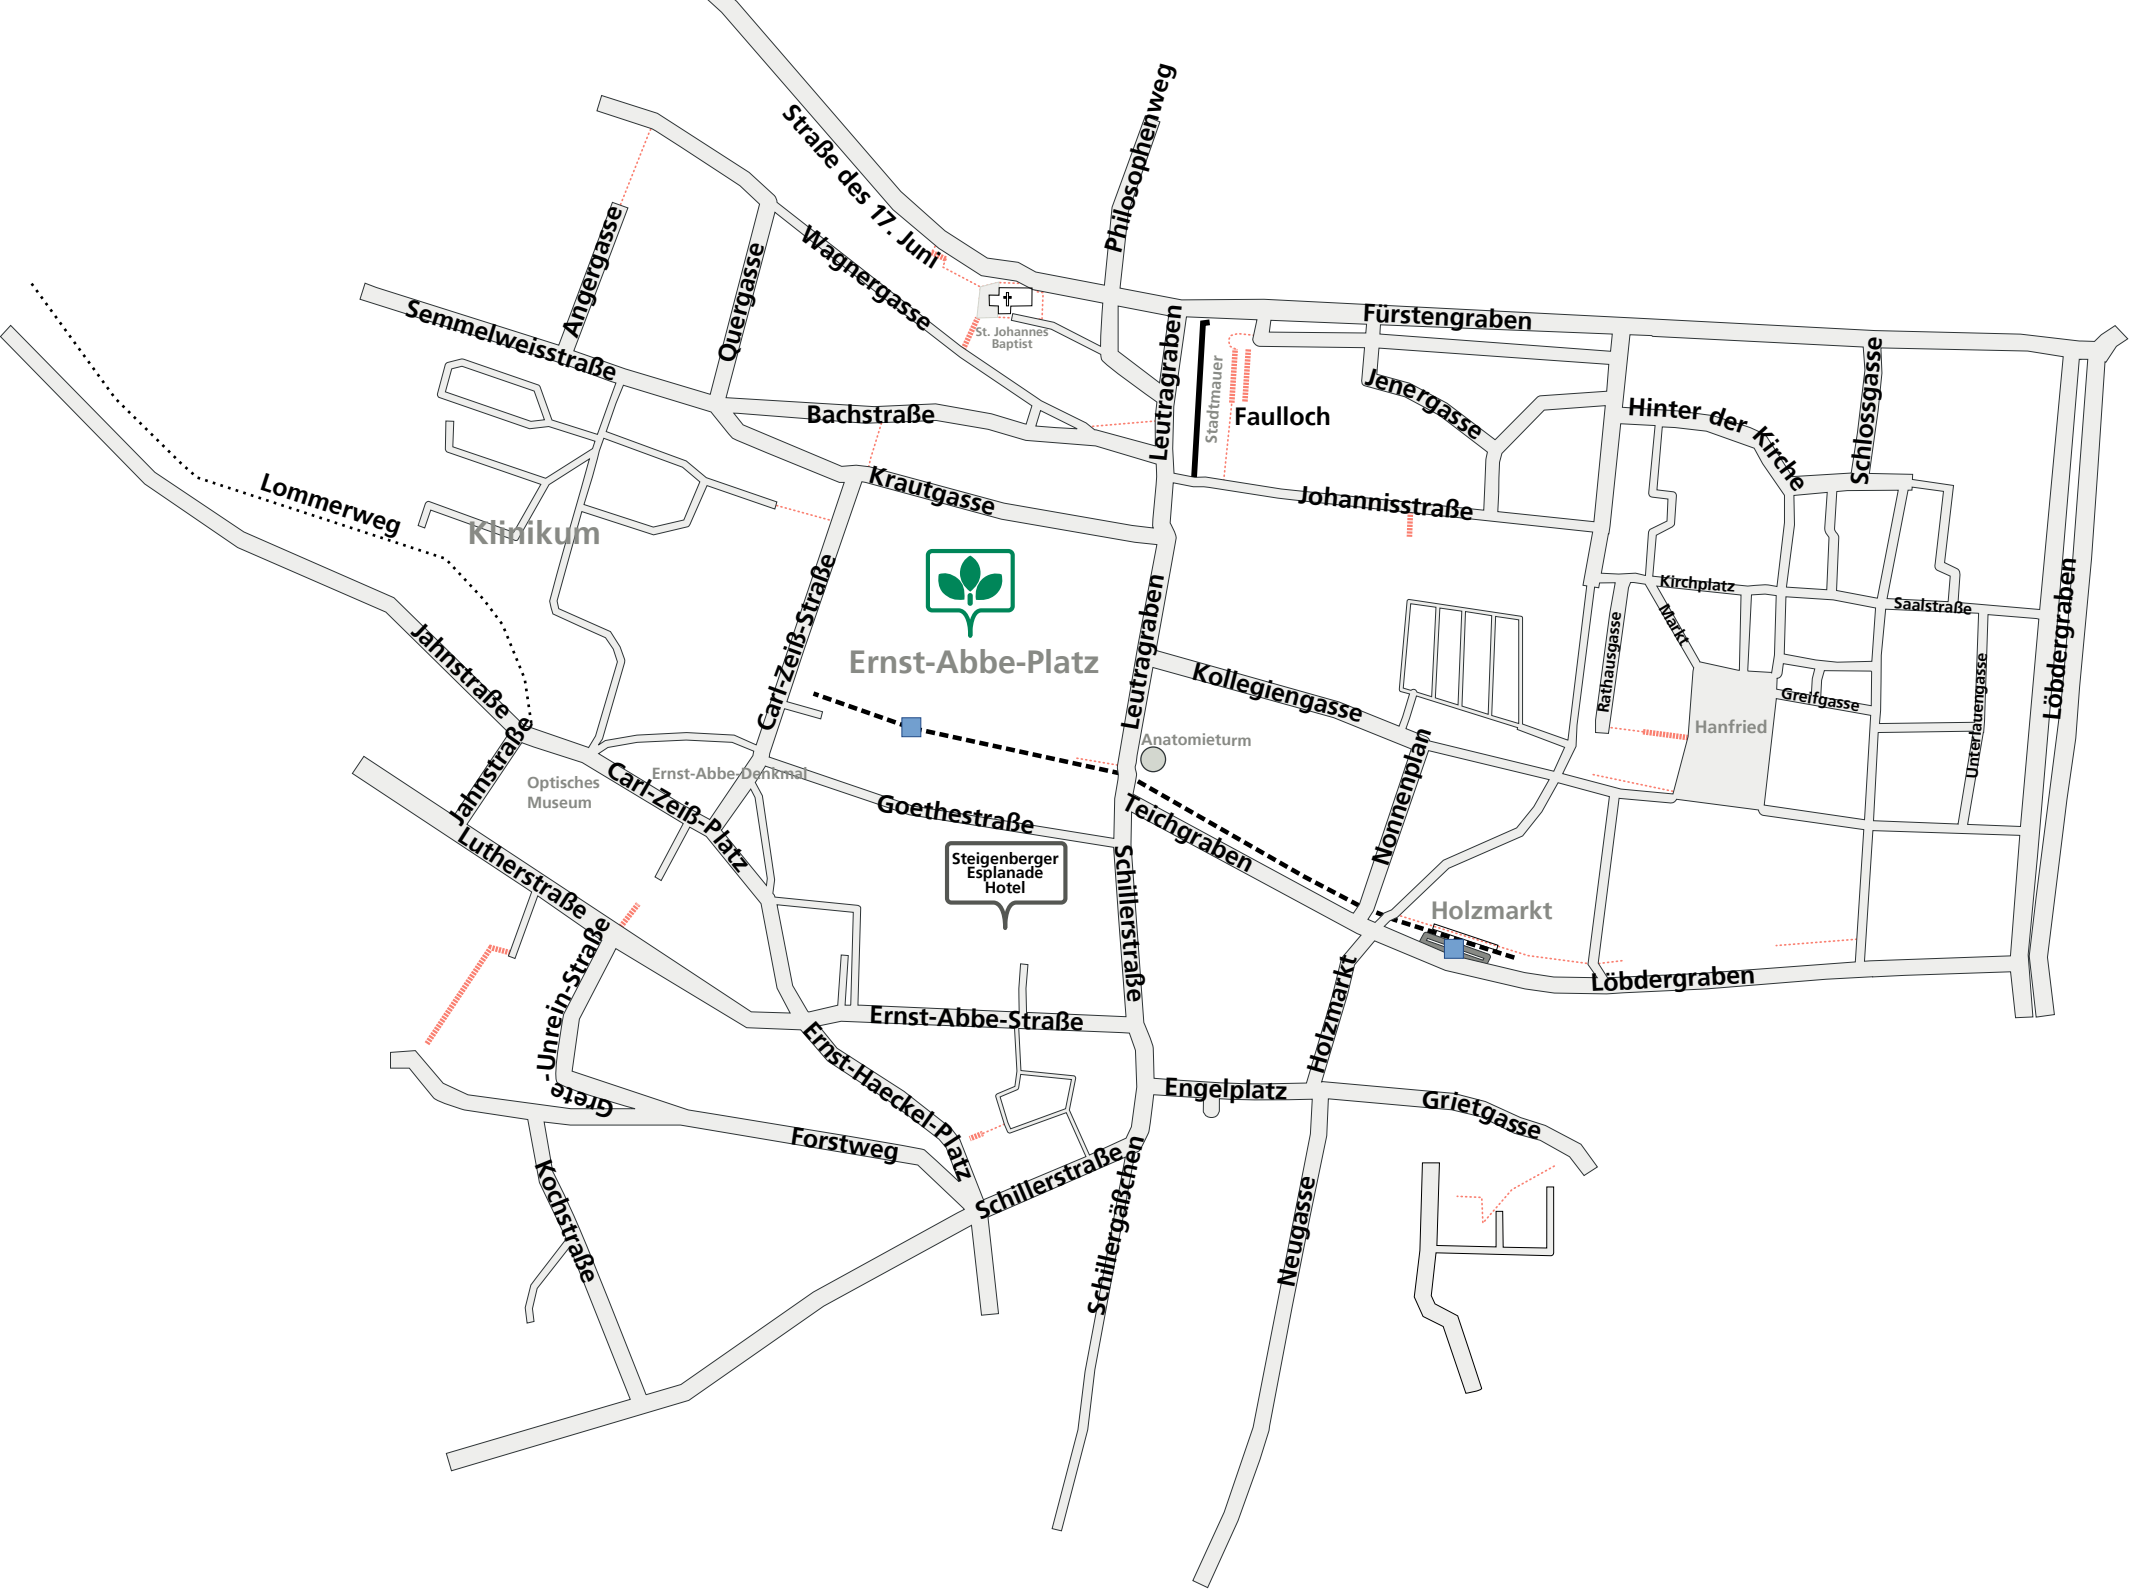 Philosophenweg
Straße des 17. Juni
Wagnergasse
Angergasse
Quergasse
Semmelweisstraße
St. Johannes
Baptist
Leutragraben
Stadtmauer
Faulloch
Fürstengraben
Jenergasse
Hinter der Kirche
Schlossgasse
Bachstraße
Krautgasse
Johannisstraße
Lommerweg
Klinikum
Carl-Zeiß-Straße
Ernst-Abbe-Platz
Leutragraben
Kirchplatz
Markt
Saalstraße
Löbdergraben
Rathausgasse
Unterlauengasse
Greifgasse
Hanfried
Kollegiengasse
Jahnstraße
Jahnstraße
Anatomieturm
Nonnenplan
Optisches
Museum
Ernst-Abbe-Denkmal
Carl-Zeiß-Platz
Goethestraße
Teichgraben
Steigenberger
Esplanade
Hotel
Schillerstraße
Lutherstraße
Holzmarkt
Holzmarkt
Löbdergraben
Grete
-Unrein-Straße
Ernst-Abbe-Straße
Ernst-Haeckel-Platz
Engelplatz
Grietgasse
Forstweg
Schillerstraße
Schillergäßchen
Kochstraße
Neugasse